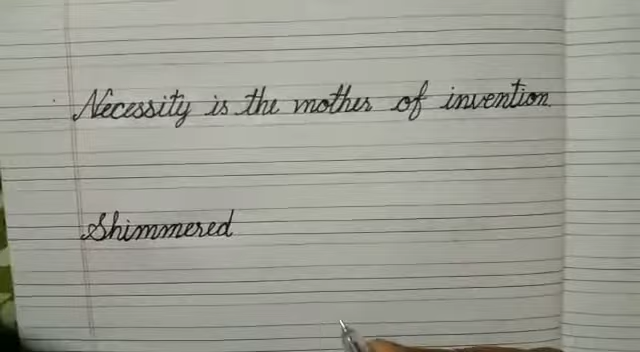 Necessity is the mother of invention.
Shimmered